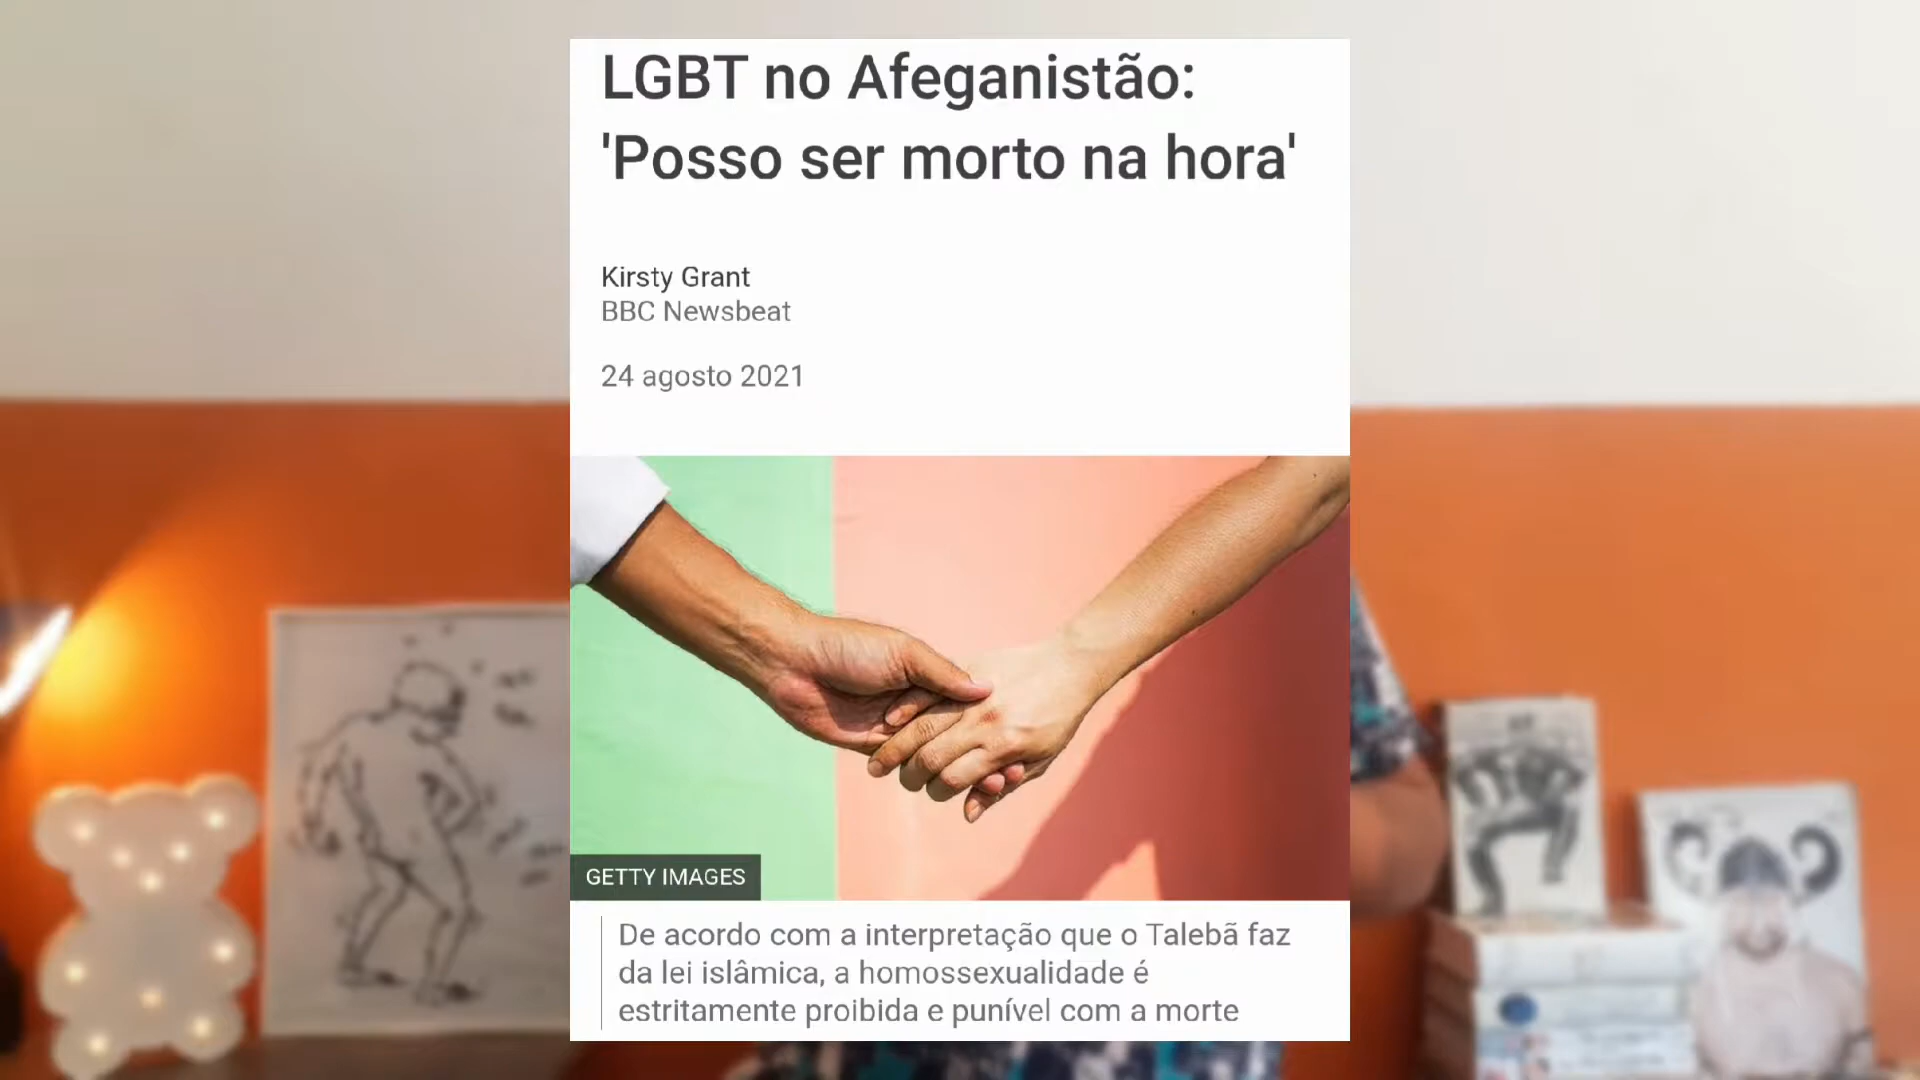 LGBT no Afeganistão:
'Posso ser morto na hora'
Kirsty Grant
BBC Newsbeat
24 agosto 2021
GETTY IMAGES
De acordo com a interpretação que o Talebã faz
da lei islâmica, a homossexualidade é
estritamente proibida e punível com a morte